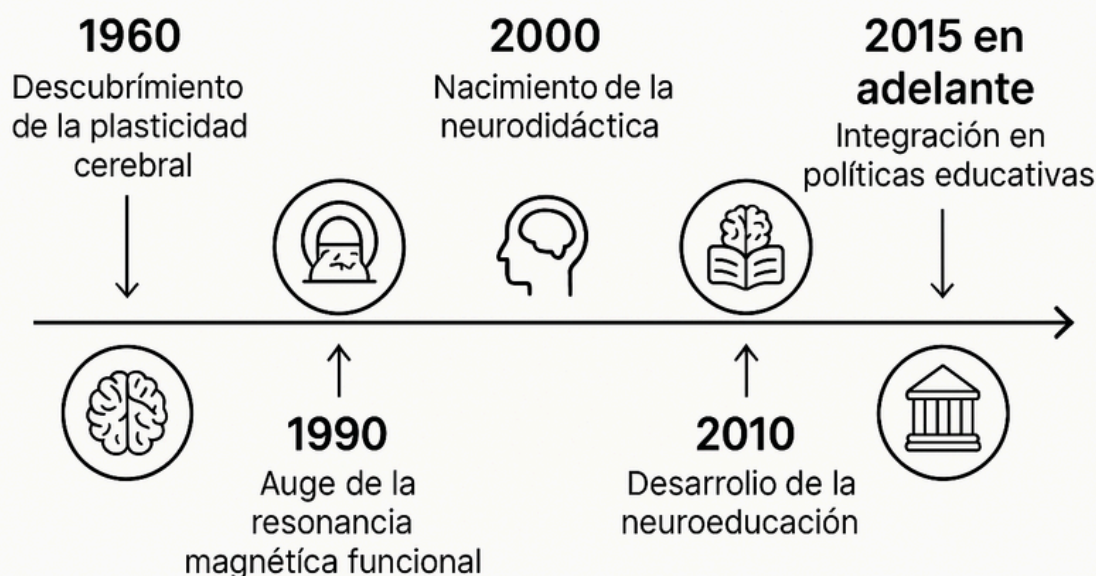 1960
Descubrímiento
de la plasticidad
cerebral
1990
Auge de la
resonancia
magnétíca funcional
2000
Nacimiento de la
neurodidáctica
2010
Desarrolio de la
neuroeducación
2015 en
adelante
Integración en
políticas educativas